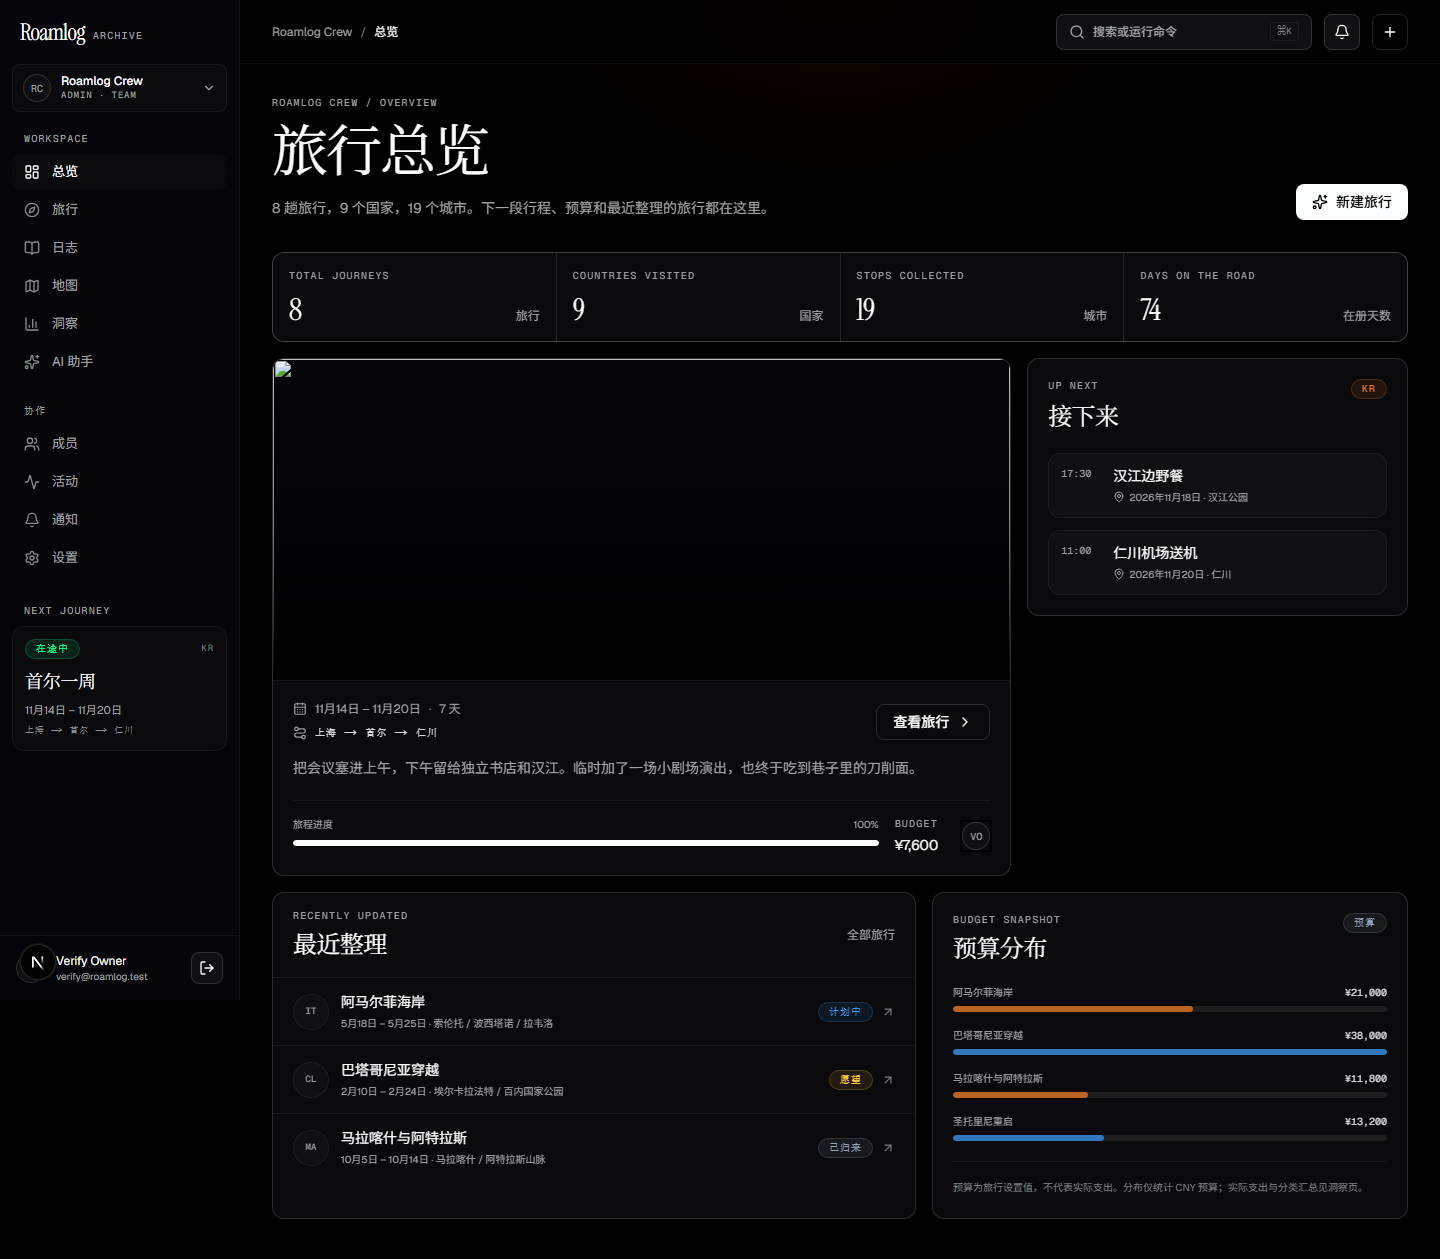 Roamlog ARCHIVE
RC
Roamlog Crew
ADMIN · TEAM
WORKSPACE
总览
旅行
日志
地图
洞察
AI 助手
协作
成员
活动
通知
设置
NEXT JOURNEY
在途中
KR
首尔一周
11月14日 – 11月20日
上海 → 首尔 → 仁川
N
Verify Owner
verify@roamlog.test
Roamlog Crew / 总览
搜索或运行命令
⌘K
ROAMLOG CREW / OVERVIEW
旅行总览
8 趟旅行，9 个国家，19 个城市。下一段行程、预算和最近整理的旅行都在这里。
新建旅行
TOTAL JOURNEYS
8
旅行
COUNTRIES VISITED
9
国家
STOPS COLLECTED
19
城市
DAYS ON THE ROAD
74
在册天数
11月14日 – 11月20日 · 7 天
上海 → 首尔 → 仁川
查看旅行
把会议塞进上午，下午留给独立书店和汉江。临时加了一场小剧场演出，也终于吃到巷子里的刀削面。
旅程进度
100%
BUDGET
¥7,600
VO
UP NEXT
KR
接下来
17:30
汉江边野餐
2026年11月18日 · 汉江公园
11:00
仁川机场送机
2026年11月20日 · 仁川
RECENTLY UPDATED
最近整理
全部旅行
IT
阿马尔菲海岸
5月18日 – 5月25日 · 索伦托 / 波西塔诺 / 拉韦洛
计划中
CL
巴塔哥尼亚穿越
2月10日 – 2月24日 · 埃尔卡拉法特 / 百内国家公园
愿望
MA
马拉喀什与阿特拉斯
10月5日 – 10月14日 · 马拉喀什 / 阿特拉斯山脉
已归来
BUDGET SNAPSHOT
预算
预算分布
阿马尔菲海岸
¥21,000
巴塔哥尼亚穿越
¥38,000
马拉喀什与阿特拉斯
¥11,800
圣托里尼重启
¥13,200
预算为旅行设置值，不代表实际支出。分布仅统计 CNY 预算；实际支出与分类汇总见洞察页。